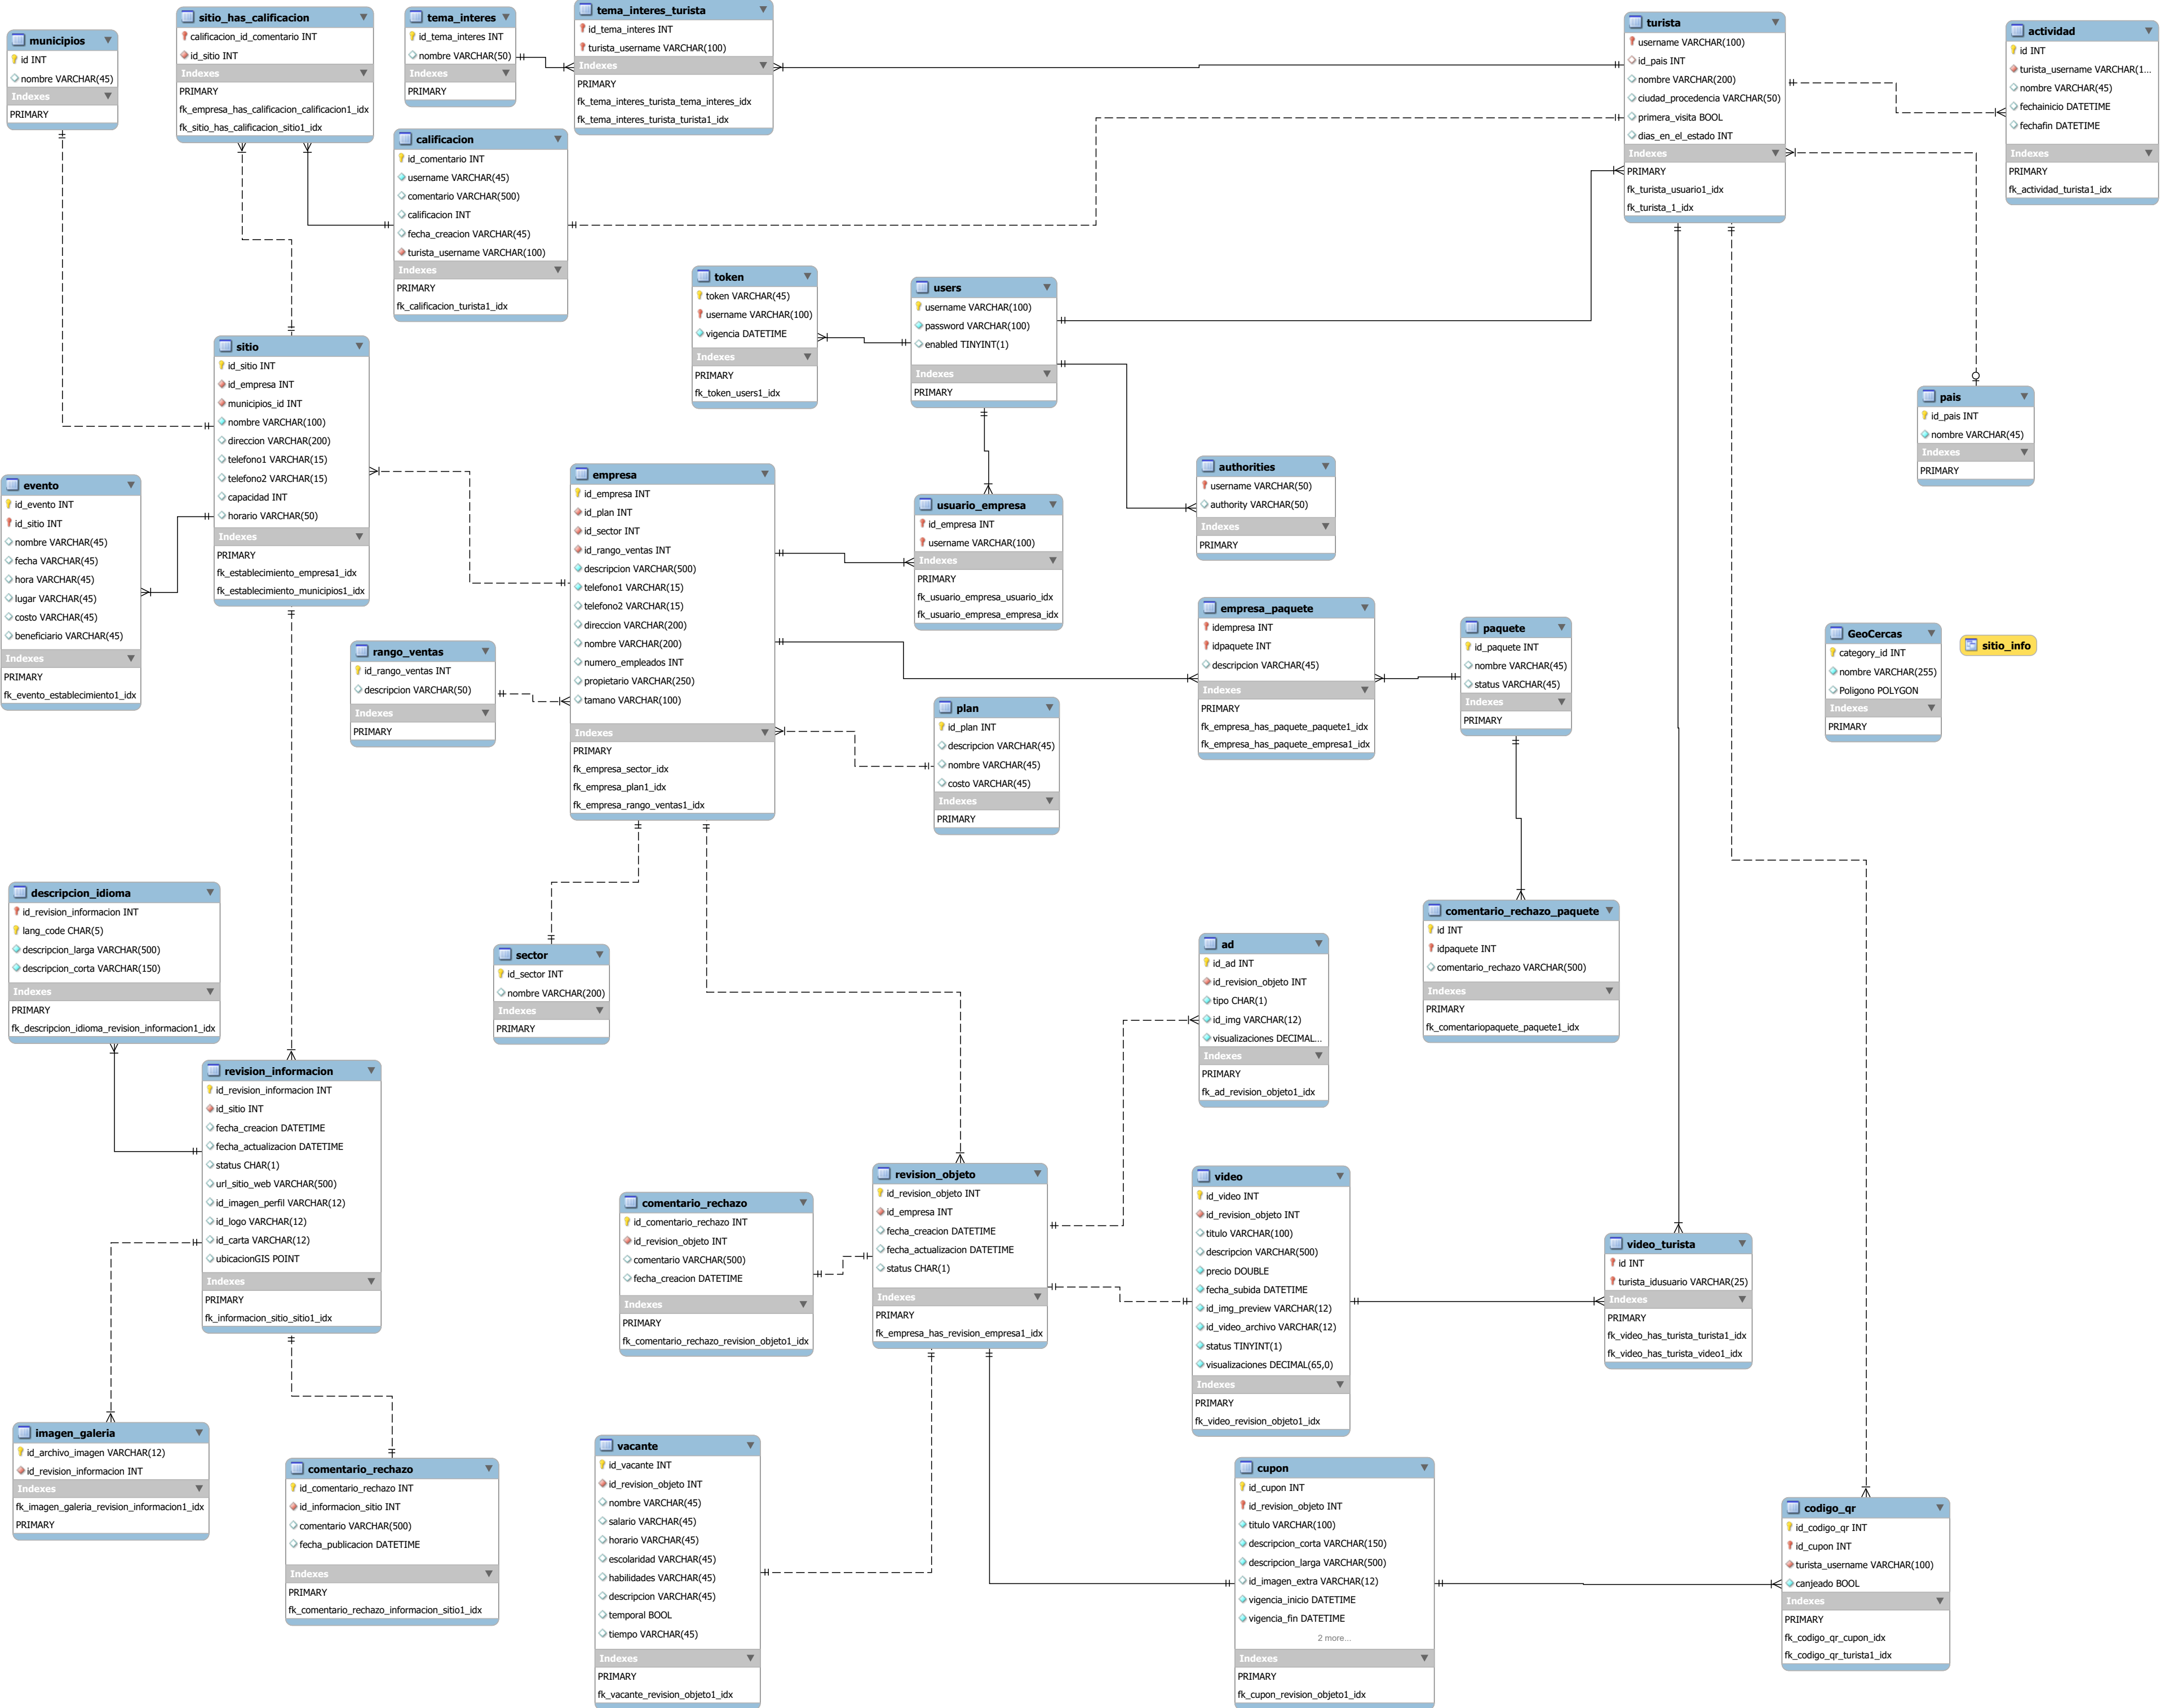 municipios
id INT
nombre VARCHAR(45)
Indexes
PRIMARY
sitio_has_calificacion
calificacion_id_comentario INT
id_sitio INT
Indexes
PRIMARY
fk_empresa_has_calificacion_calificacion1_idx
fk_sitio_has_calificacion_sitio1_idx
tema_interes
id_tema_interes INT
nombre VARCHAR(50)
Indexes
PRIMARY
tema_interes_turista
id_tema_interes INT
turista_username VARCHAR(100)
Indexes
PRIMARY
fk_tema_interes_turista_tema_interes_idx
fk_tema_interes_turista_turista1_idx
turista
username VARCHAR(100)
id_pais INT
nombre VARCHAR(200)
ciudad_procedencia VARCHAR(50)
primera_visita BOOL
dias_en_el_estado INT
Indexes
PRIMARY
fk_turista_usuario1_idx
fk_turista_1_idx
actividad
id INT
turista_username VARCHAR(1...
nombre VARCHAR(45)
fechainicio DATETIME
fechafin DATETIME
Indexes
PRIMARY
fk_actividad_turista1_idx
calificacion
id_comentario INT
username VARCHAR(45)
comentario VARCHAR(500)
calificacion INT
fecha_creacion VARCHAR(45)
turista_username VARCHAR(100)
Indexes
PRIMARY
fk_calificacion_turista1_idx
token
token VARCHAR(45)
username VARCHAR(100)
vigencia DATETIME
Indexes
PRIMARY
fk_token_users1_idx
users
username VARCHAR(100)
password VARCHAR(100)
enabled TINYINT(1)
Indexes
PRIMARY
sitio
id_sitio INT
id_empresa INT
municipios_id INT
nombre VARCHAR(100)
direccion VARCHAR(200)
telefono1 VARCHAR(15)
telefono2 VARCHAR(15)
capacidad INT
horario VARCHAR(50)
Indexes
PRIMARY
fk_establecimiento_empresa1_idx
fk_establecimiento_municipios1_idx
pais
id_pais INT
nombre VARCHAR(45)
Indexes
PRIMARY
evento
id_evento INT
id_sitio INT
nombre VARCHAR(45)
fecha VARCHAR(45)
hora VARCHAR(45)
lugar VARCHAR(45)
costo VARCHAR(45)
beneficiario VARCHAR(45)
Indexes
PRIMARY
fk_evento_establecimiento1_idx
empresa
id_empresa INT
id_plan INT
id_sector INT
id_rango_ventas INT
descripcion VARCHAR(500)
telefono1 VARCHAR(15)
telefono2 VARCHAR(15)
direccion VARCHAR(200)
nombre VARCHAR(200)
numero_empleados INT
propietario VARCHAR(250)
tamano VARCHAR(100)
Indexes
PRIMARY
fk_empresa_sector_idx
fk_empresa_plan1_idx
fk_empresa_rango_ventas1_idx
authorities
username VARCHAR(50)
authority VARCHAR(50)
Indexes
PRIMARY
usuario_empresa
id_empresa INT
username VARCHAR(100)
Indexes
PRIMARY
fk_usuario_empresa_usuario_idx
fk_usuario_empresa_empresa_idx
empresa_paquete
idempresa INT
idpaquete INT
descripcion VARCHAR(45)
Indexes
PRIMARY
fk_empresa_has_paquete_paquete1_idx
fk_empresa_has_paquete_empresa1_idx
paquete
id_paquete INT
nombre VARCHAR(45)
status VARCHAR(45)
Indexes
PRIMARY
GeoCercas
category_id INT
nombre VARCHAR(255)
Poligono POLYGON
Indexes
PRIMARY
sitio_info
rango_ventas
id_rango_ventas INT
descripcion VARCHAR(50)
Indexes
PRIMARY
plan
id_plan INT
descripcion VARCHAR(45)
nombre VARCHAR(45)
costo VARCHAR(45)
Indexes
PRIMARY
descripcion_idioma
id_revision_informacion INT
lang_code CHAR(5)
descripcion_larga VARCHAR(500)
descripcion_corta VARCHAR(150)
Indexes
PRIMARY
fk_descripcion_idioma_revision_informacion1_idx
sector
id_sector INT
nombre VARCHAR(200)
Indexes
PRIMARY
ad
id_ad INT
id_revision_objeto INT
tipo CHAR(1)
id_img VARCHAR(12)
visualizaciones DECIMAL...
Indexes
PRIMARY
fk_ad_revision_objeto1_idx
comentario_rechazo_paquete
id INT
idpaquete INT
comentario_rechazo VARCHAR(500)
Indexes
PRIMARY
fk_comentariopaquete_paquete1_idx
revision_informacion
id_revision_informacion INT
id_sitio INT
fecha_creacion DATETIME
fecha_actualizacion DATETIME
status CHAR(1)
url_sitio_web VARCHAR(500)
id_imagen_perfil VARCHAR(12)
id_logo VARCHAR(12)
id_carta VARCHAR(12)
ubicacionGIS POINT
Indexes
PRIMARY
fk_informacion_sitio_sitio1_idx
comentario_rechazo
id_comentario_rechazo INT
id_revision_objeto INT
comentario VARCHAR(500)
fecha_creacion DATETIME
Indexes
PRIMARY
fk_comentario_rechazo_revision_objeto1_idx
revision_objeto
id_revision_objeto INT
id_empresa INT
fecha_creacion DATETIME
fecha_actualizacion DATETIME
status CHAR(1)
Indexes
PRIMARY
fk_empresa_has_revision_empresa1_idx
video
id_video INT
id_revision_objeto INT
titulo VARCHAR(100)
descripcion VARCHAR(500)
precio DOUBLE
fecha_subida DATETIME
id_img_preview VARCHAR(12)
id_video_archivo VARCHAR(12)
status TINYINT(1)
visualizaciones DECIMAL(65,0)
Indexes
PRIMARY
fk_video_revision_objeto1_idx
video_turista
id INT
turista_idusuario VARCHAR(25)
Indexes
PRIMARY
fk_video_has_turista_turista1_idx
fk_video_has_turista_video1_idx
imagen_galeria
id_archivo_imagen VARCHAR(12)
id_revision_informacion INT
Indexes
fk_imagen_galeria_revision_informacion1_idx
PRIMARY
comentario_rechazo
id_comentario_rechazo INT
id_informacion_sitio INT
comentario VARCHAR(500)
fecha_publicacion DATETIME
Indexes
PRIMARY
fk_comentario_rechazo_informacion_sitio1_idx
vacante
id_vacante INT
id_revision_objeto INT
nombre VARCHAR(45)
salario VARCHAR(45)
horario VARCHAR(45)
escolaridad VARCHAR(45)
habilidades VARCHAR(45)
descripcion VARCHAR(45)
temporal BOOL
tiempo VARCHAR(45)
Indexes
PRIMARY
fk_vacante_revision_objeto1_idx
cupon
id_cupon INT
id_revision_objeto INT
titulo VARCHAR(100)
descripcion_corta VARCHAR(150)
descripcion_larga VARCHAR(500)
id_imagen_extra VARCHAR(12)
vigencia_inicio DATETIME
vigencia_fin DATETIME
2 more...
Indexes
PRIMARY
fk_cupon_revision_objeto1_idx
codigo_qr
id_codigo_qr INT
id_cupon INT
turista_username VARCHAR(100)
canjeado BOOL
Indexes
PRIMARY
fk_codigo_qr_cupon_idx
fk_codigo_qr_turista1_idx